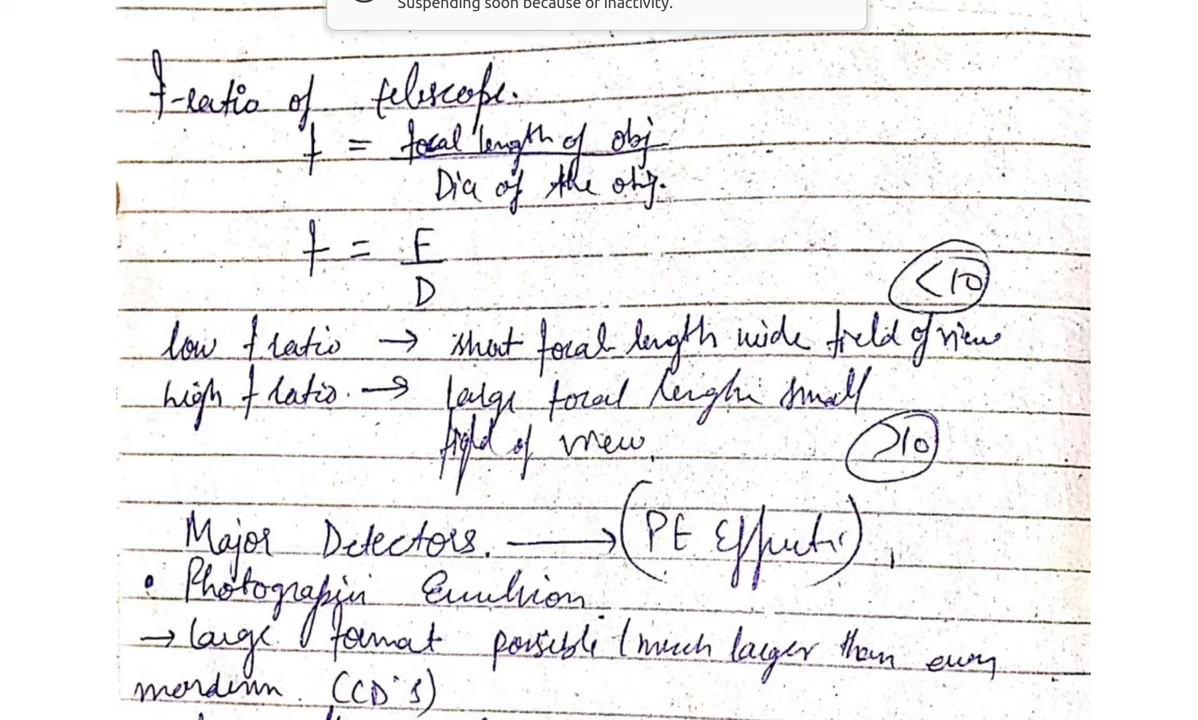 Suspending soon because of inactivity.
f-ratio of telescope.
f = focal length of obj
Dia of the obj.
f = F
D
<10
low f ratio → short focal length wide field of view
high f ratio. → large focal length small
field of view.
>10
Major Detectors. → (PE Effect)
• Photographic Emulsion
→ large format possible (much larger than even
mordern (CCD's)